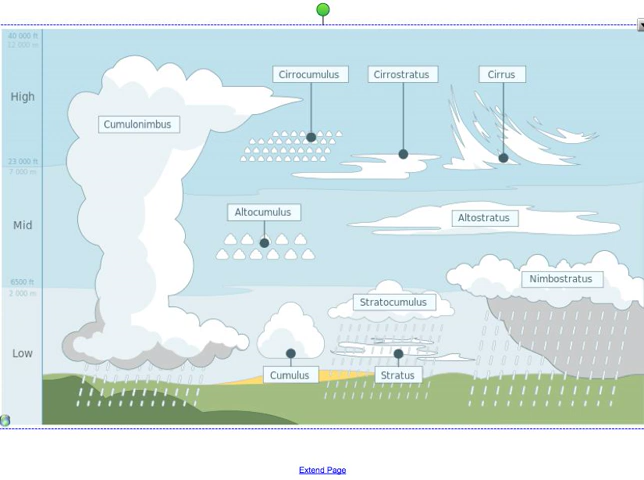 40 000 ft
12 000 m
High
Cirrocumulus
Cirrostratus
Cirrus
Cumulonimbus
23 000 ft
7 000 m
Altocumulus
Mid
Altostratus
6500 ft
2 000 m
Nimbostratus
Stratocumulus
Low
Cumulus
Stratus
Extend Page